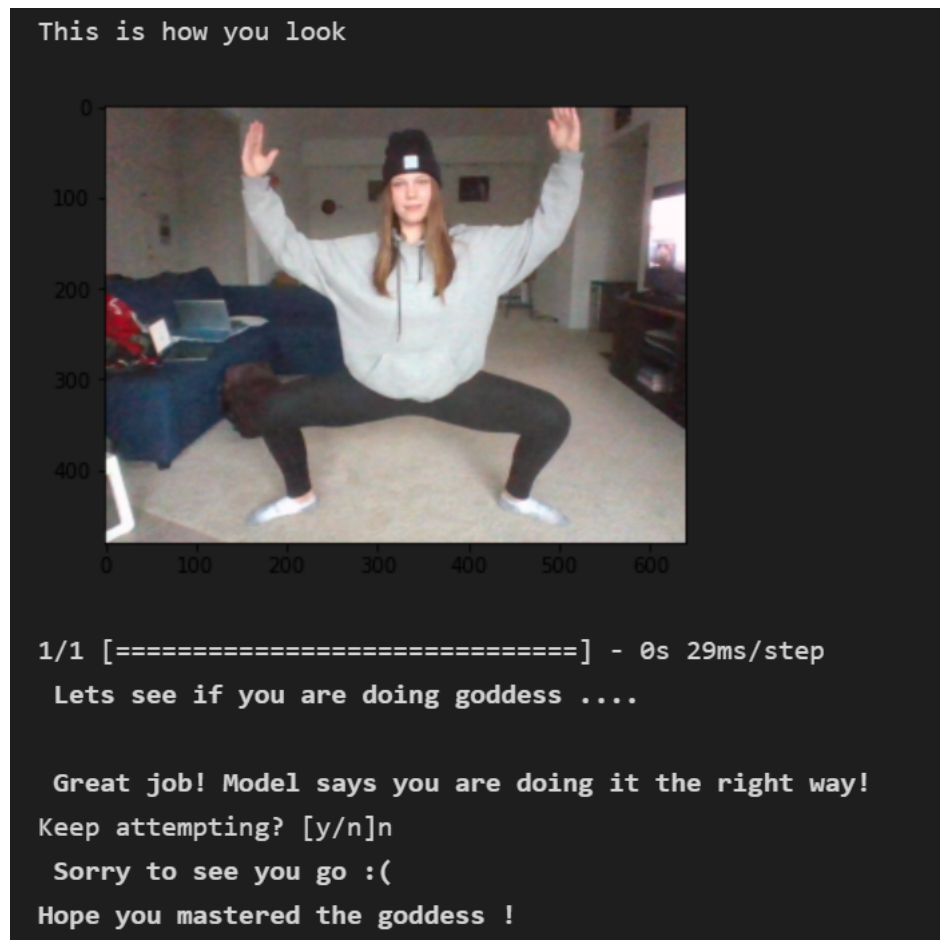 This is how you look
0
100
200
300
400
0 100 200 300 400 500 600
1/1 [==============================] - 0s 29ms/step
Lets see if you are doing goddess ....
Great job! Model says you are doing it the right way!
Keep attempting? [y/n]n
Sorry to see you go :(
Hope you mastered the goddess !